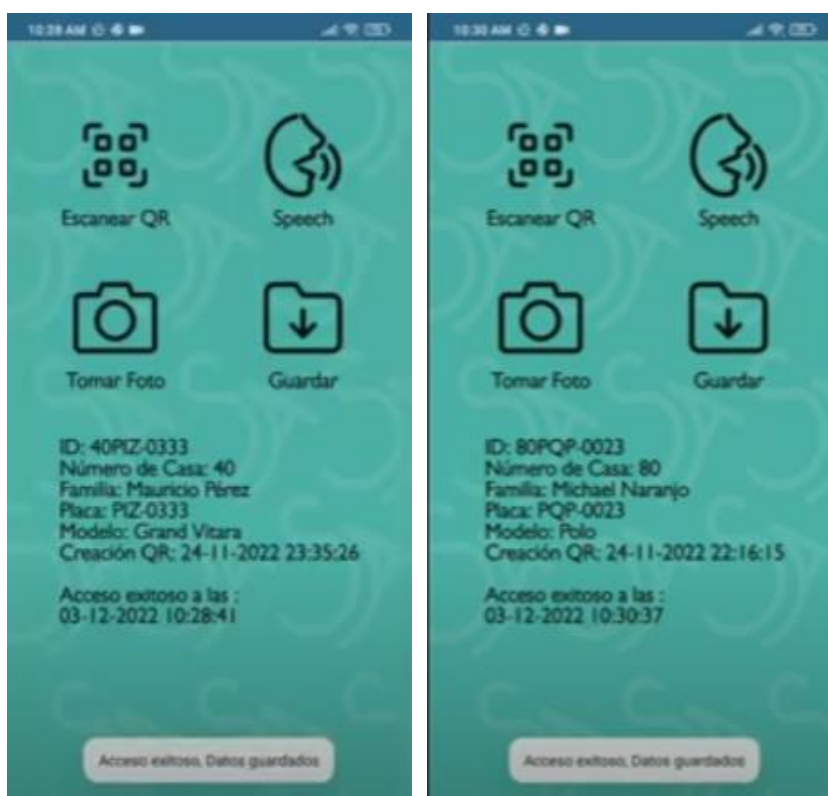 10:28 AM
Escanear QR
Speech
Tomar Foto
Guardar
ID: 40PIZ-0333
Número de Casa: 40
Familia: Mauricio Pérez
Placa: PIZ-0333
Modelo: Grand Vitara
Creación QR: 24-11-2022 23:35:26
Acceso exitoso a las :
03-12-2022 10:28:41
Acceso exitoso, Datos guardados
10:30 AM
Escanear QR
Speech
Tomar Foto
Guardar
ID: 80PQP-0023
Número de Casa: 80
Familia: Michael Naranjo
Placa: PQP-0023
Modelo: Polo
Creación QR: 24-11-2022 22:16:15
Acceso exitoso a las :
03-12-2022 10:30:37
Acceso exitoso, Datos guardados